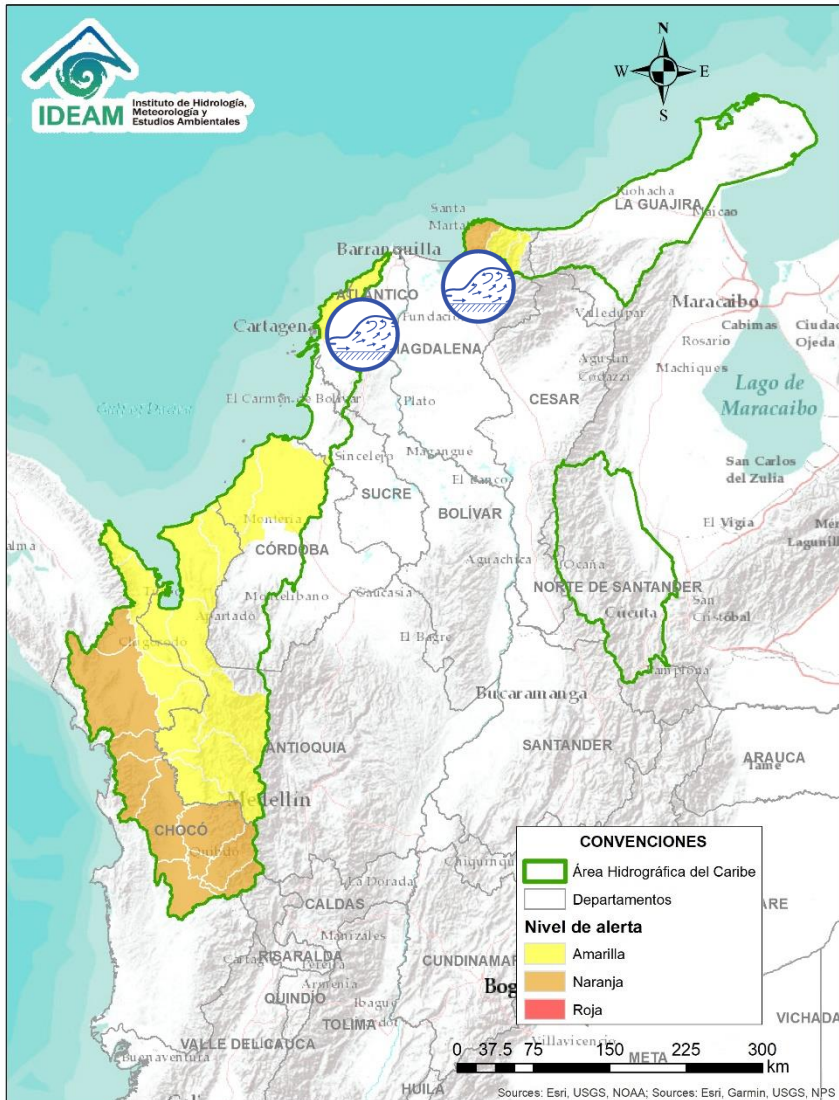 IDEAM
Instituto de Hidrología,
Meteorología y
Estudios Ambientales
N
W
E
S
Riohacha
LA GUAJIRA
Maicao
Santa
Marta
Barranquilla
ATLÁNTICO
Maracaibo
Cartagena
Fundación
Valledupar
Cabimas
Ciudad
Ojeda
MAGDALENA
Rosario
Agustín
Codazzi
Machiques
CESAR
Lago de
Maracaibo
El Carmen de Bolívar
Plato
Sincelejo
Magangué
San Carlos
del Zulia
El Banco
SUCRE
BOLÍVAR
Montería
El Vigía
CÓRDOBA
Aguachica
Ocaña
Montelíbano
Caucasia
NORTE DE SANTANDER
Apartadó
Cúcuta
San
Cristóbal
Chigorodó
El Bagre
Pamplona
Bucaramanga
ANTIOQUIA
SANTANDER
ARAUCA
Tame
Medellín
CHOCÓ
Quibdó
La Dorada
CALDAS
Manizales
RISARALDA
Pereira
CUNDINAMAR
Armenia
QUINDÍO
Ibagué
Bog
TOLIMA
VICHADA
Villavicencio
VALLE DEL CAUCA
META
Buenaventura
HUILA
CONVENCIONES
Área Hidrográfica del Caribe
Departamentos
Nivel de alerta
Amarilla
Naranja
Roja
0 37.5 75 150 225 300
km
Sources: Esri, USGS, NOAA; Sources: Esri, Garmin, USGS, NPS